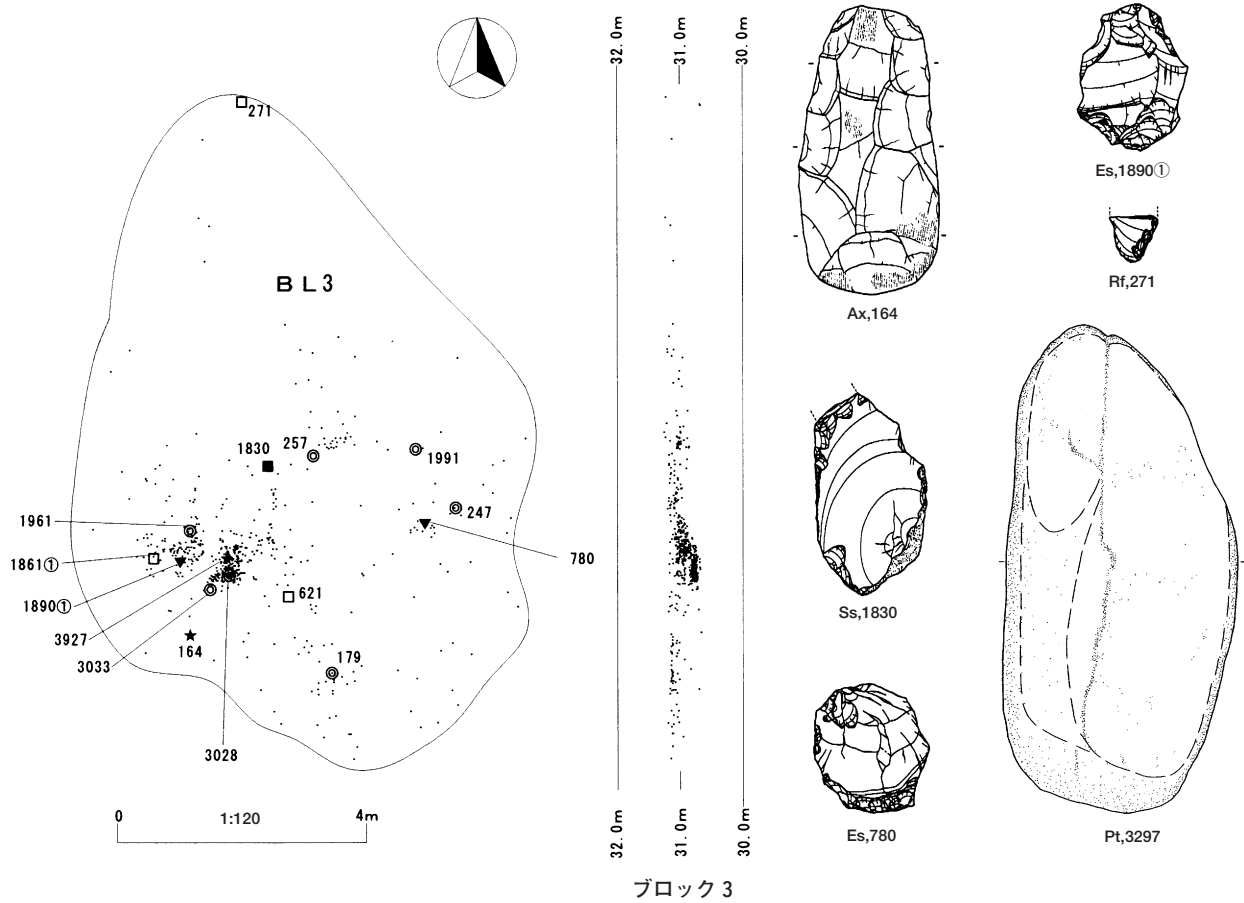 271
BL3
1830
257
1991
247
1961
780
1861①
1890①
621
3927
3033
164
179
3028
0
1:120
4m
32.0m
31.0m
30.0m
32.0m
31.0m
30.0m
Ax,164
Es,1890①
Rf,271
Ss,1830
Es,780
Pt,3297
ブロック 3